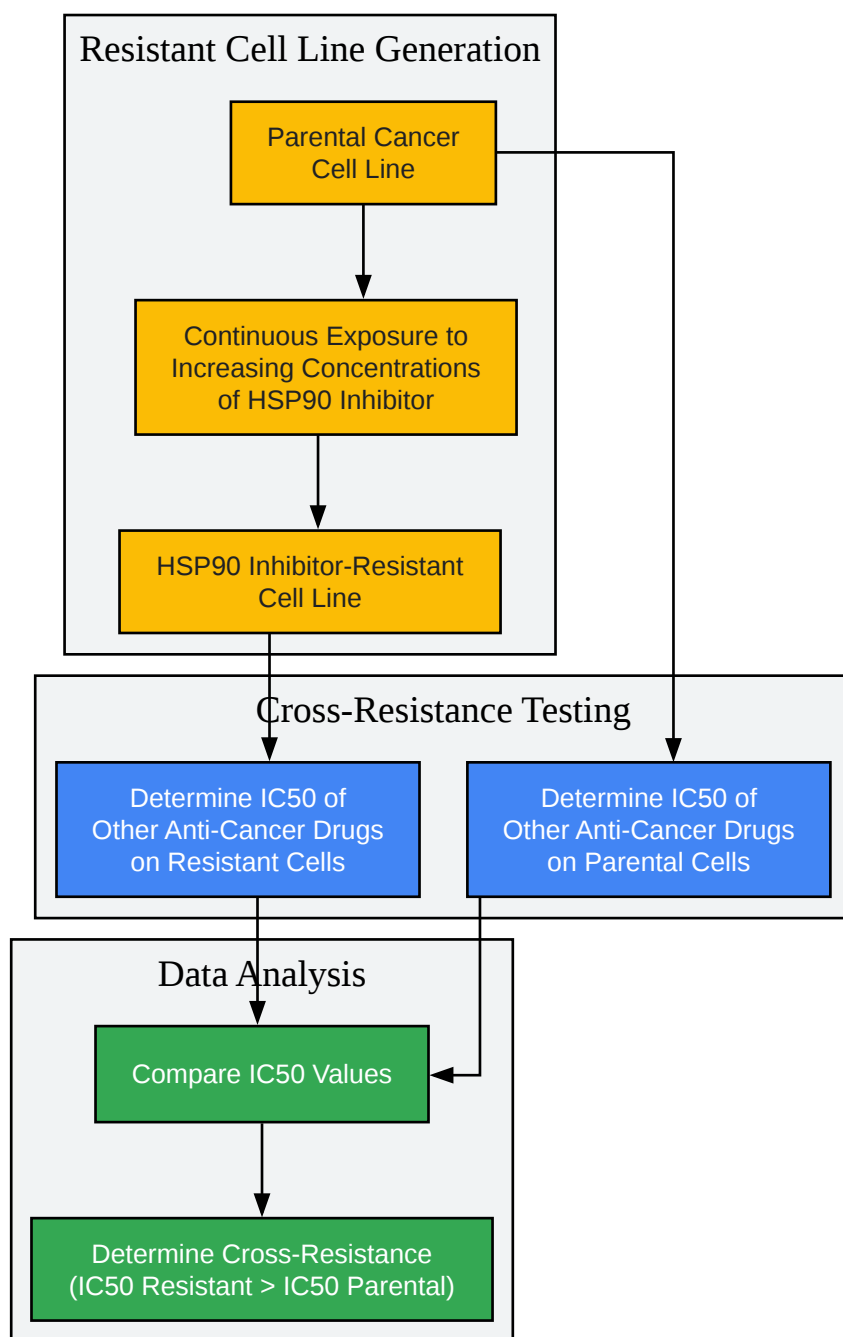 Resistant Cell Line Generation
Parental Cancer
Cell Line
Continuous Exposure to
Increasing Concentrations
of HSP90 Inhibitor
HSP90 Inhibitor-Resistant
Cell Line
Cross-Resistance Testing
Determine IC50 of
Other Anti-Cancer Drugs
on Resistant Cells
Determine IC50 of
Other Anti-Cancer Drugs
on Parental Cells
Data Analysis
Compare IC50 Values
Determine Cross-Resistance
(IC50 Resistant > IC50 Parental)